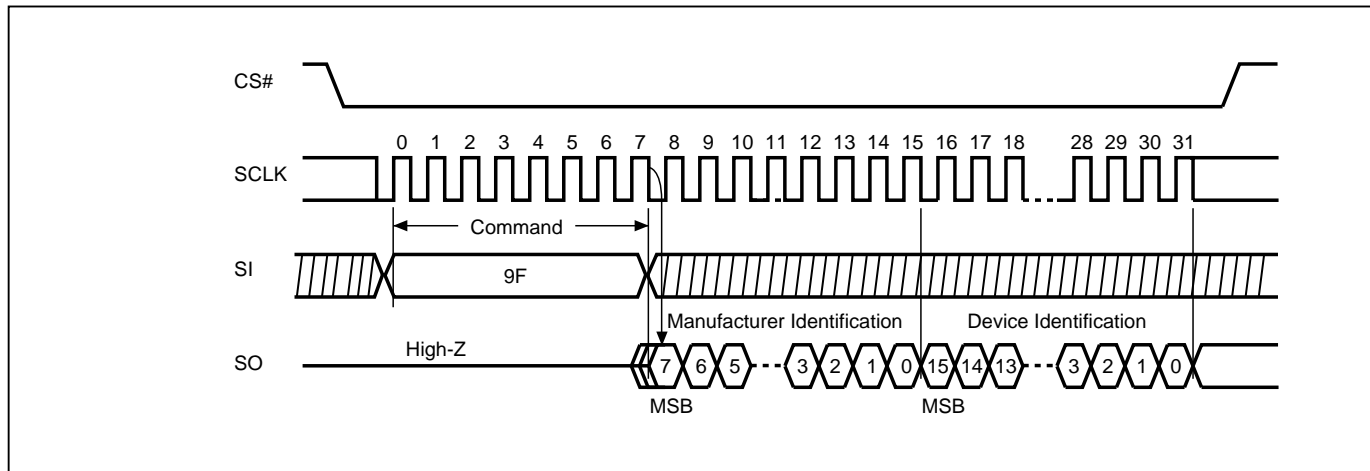 CS#
0 1 2 3 4 5 6 7 8 9 10 11 12 13 14 15 16 17 18 28 29 30 31
SCLK
Command
SI
9F
Manufacturer Identification Device Identification
High-Z
SO
7 6 5 3 2 1 0 15 14 13 3 2 1 0
MSB MSB